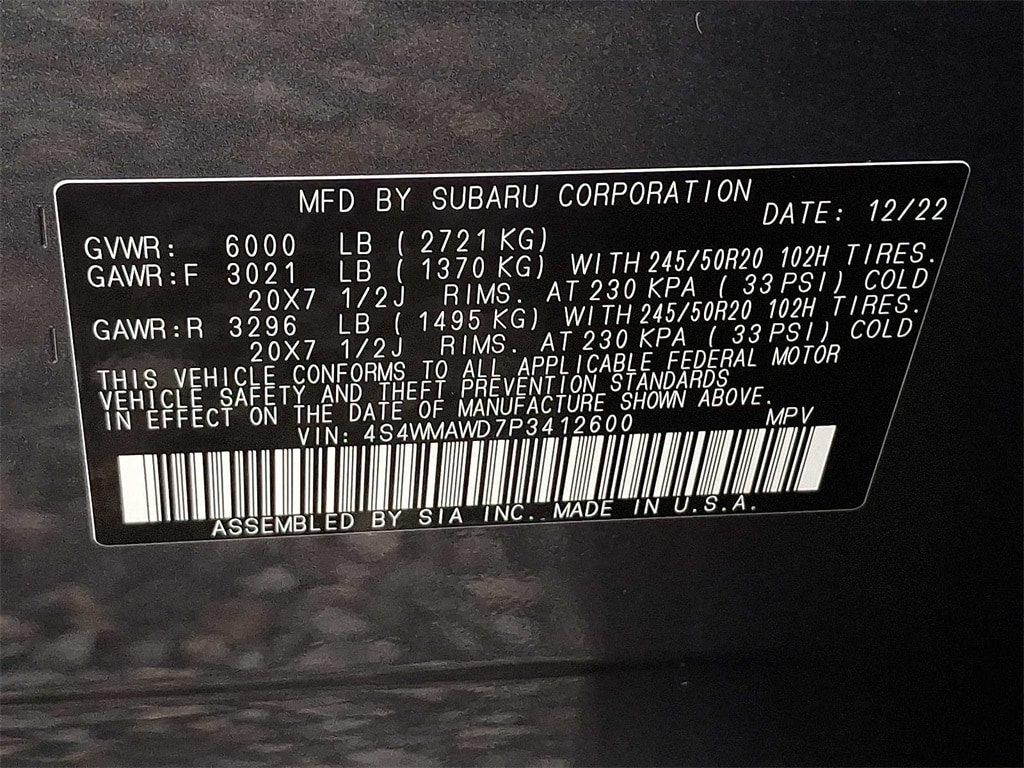 MFD BY SUBARU CORPORATION
DATE: 12/22
GVWR: 6000 LB ( 2721 KG)
GAWR:F 3021 LB ( 1370 KG) WITH 245/50R20 102H TIRES.
20X7 1/2J RIMS. AT 230 KPA ( 33 PSI) COLD
GAWR:R 3296 LB ( 1495 KG) WITH 245/50R20 102H TIRES.
20X7 1/2J RIMS. AT 230 KPA ( 33 PSI) COLD
THIS VEHICLE CONFORMS TO ALL APPLICABLE FEDERAL MOTOR
VEHICLE SAFETY AND THEFT PREVENTION STANDARDS
IN EFFECT ON THE DATE OF MANUFACTURE SHOWN ABOVE.
VIN: 4S4WMAWD7P3412600 MPV
ASSEMBLED BY SIA INC. MADE IN U.S.A.